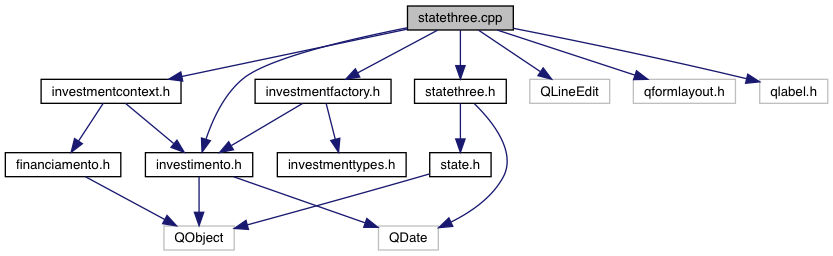 statethree.cpp
investmentcontext.h
investmentfactory.h
statethree.h
QLineEdit
qformlayout.h
qlabel.h
financiamento.h
investimento.h
investmenttypes.h
state.h
QObject
QDate